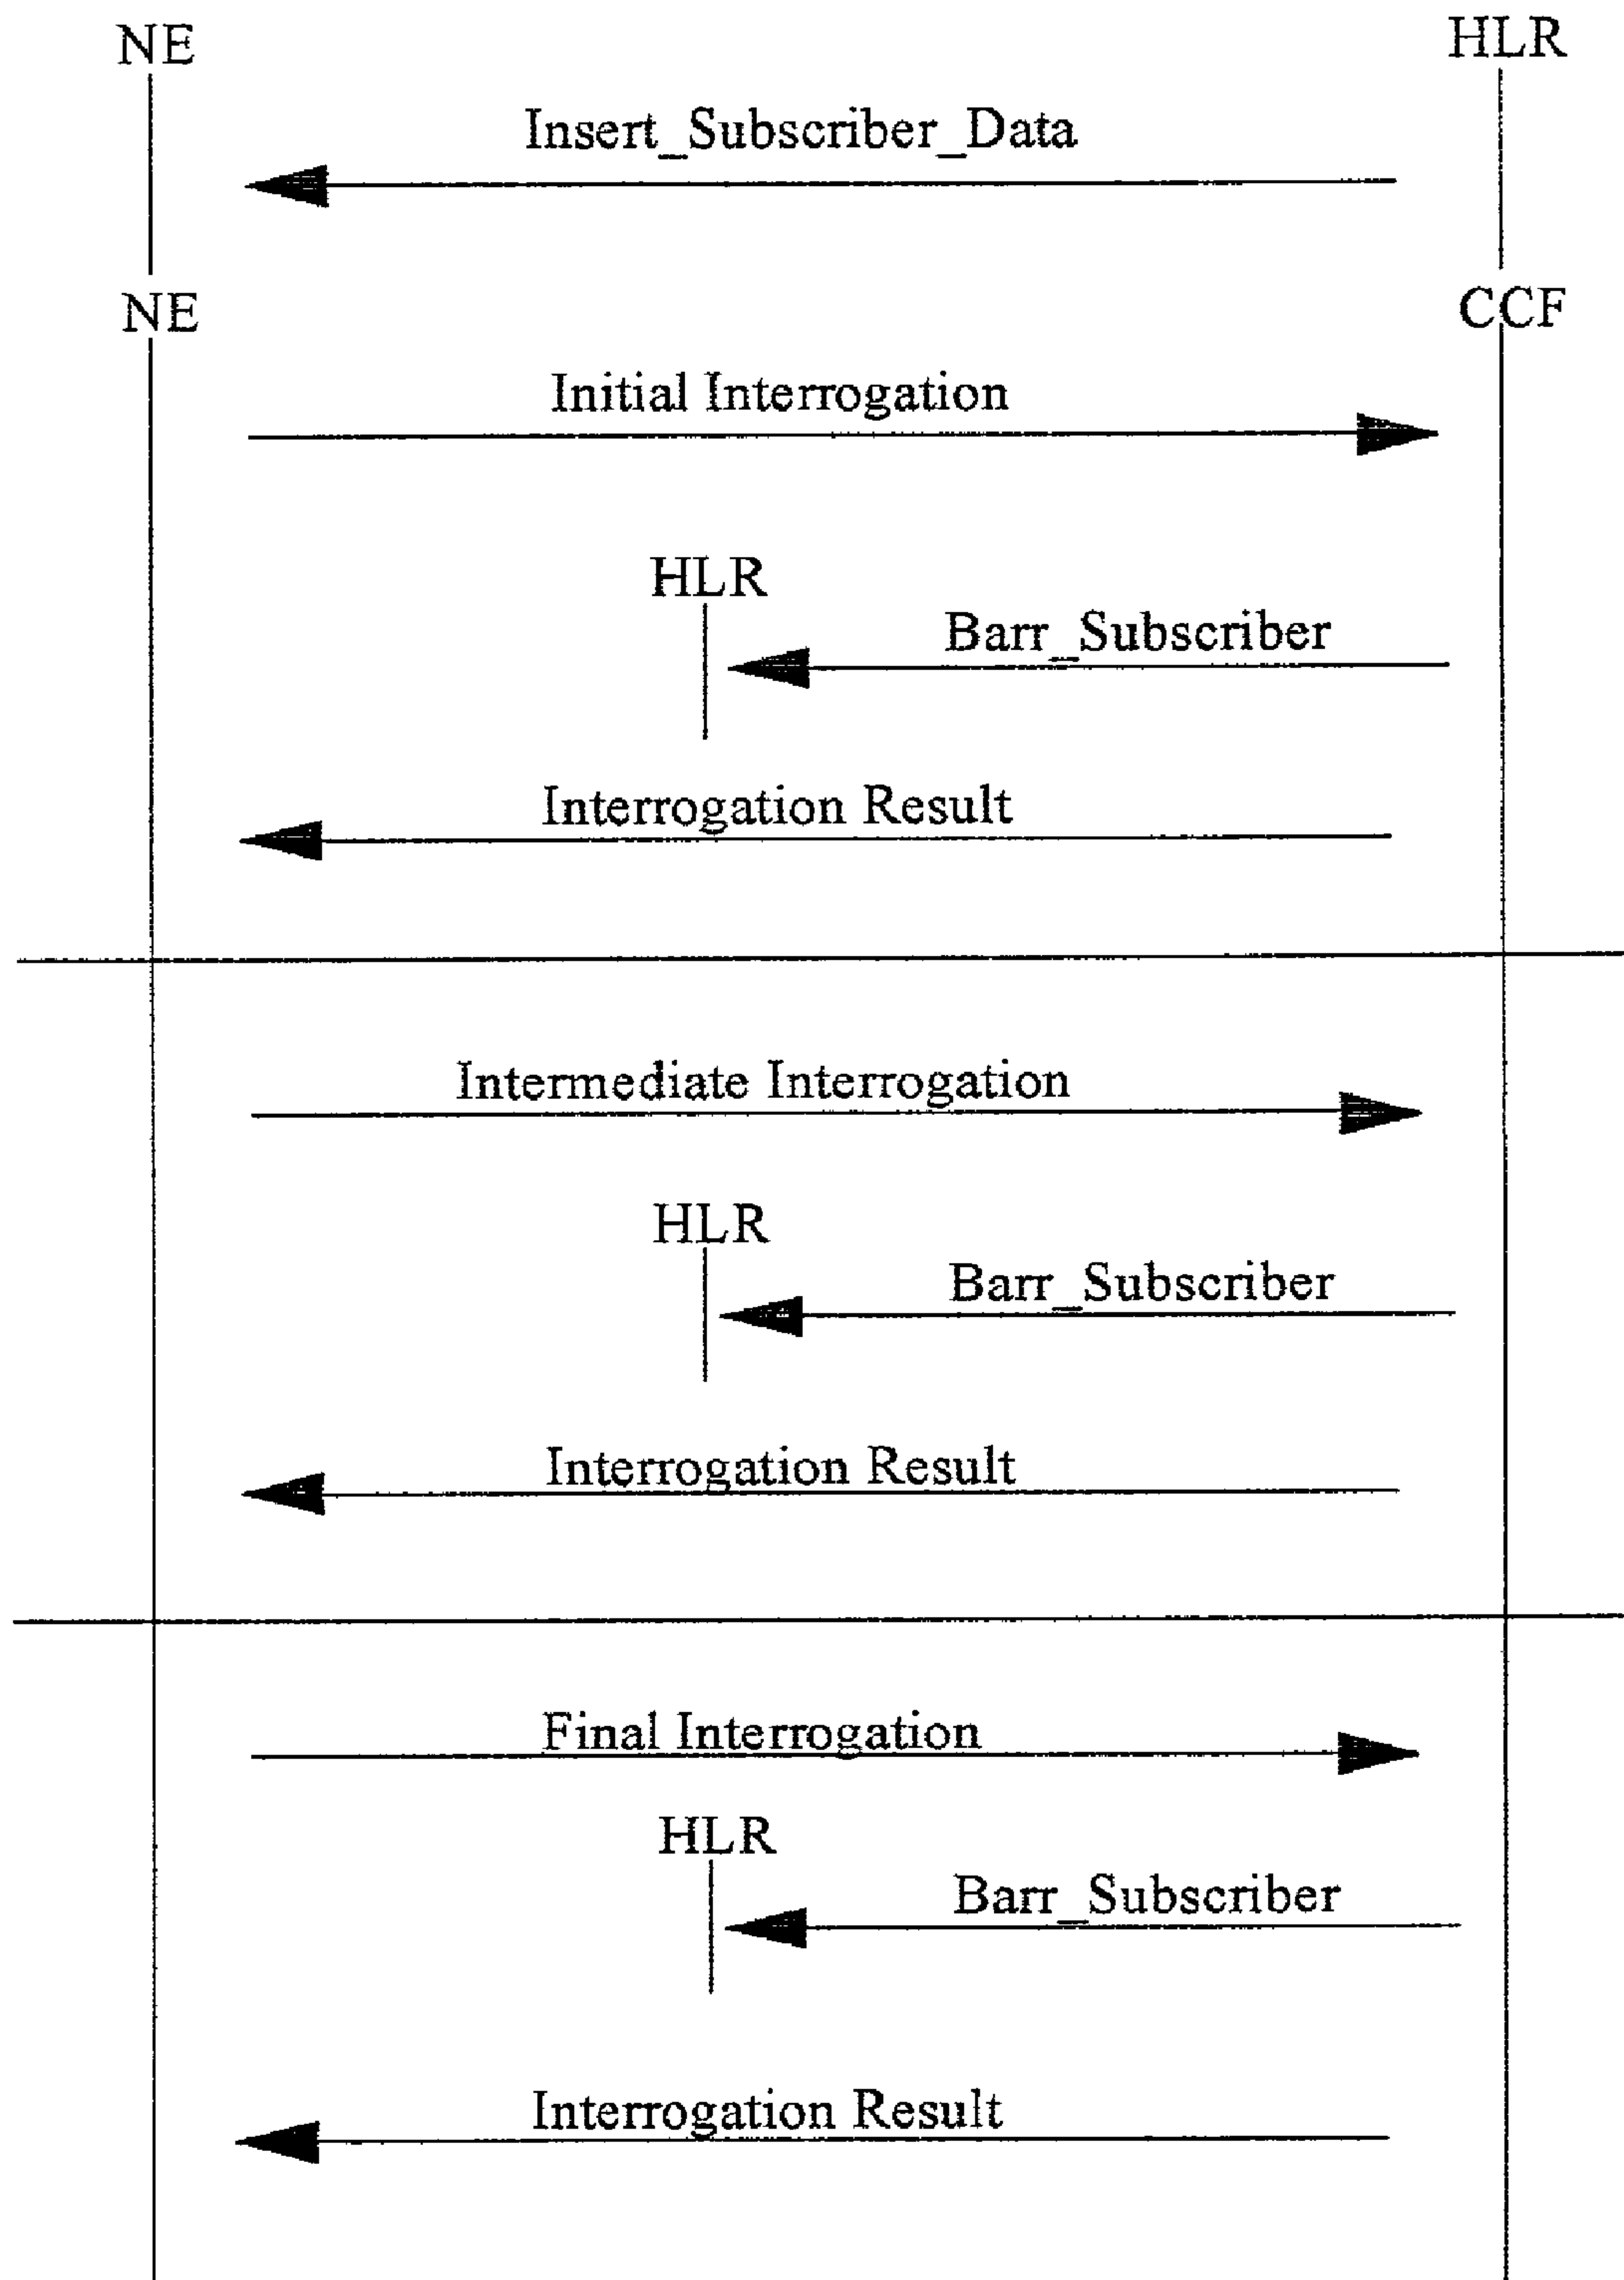 NE HLR
Insert_Subscriber_Data
NE CCF
Initial Interrogation
HLR
Barr_Subscriber
Interrogation Result
Intermediate Interrogation
HLR
Barr_Subscriber
Interrogation Result
Final Interrogation
HLR
Barr_Subscriber
Interrogation Result